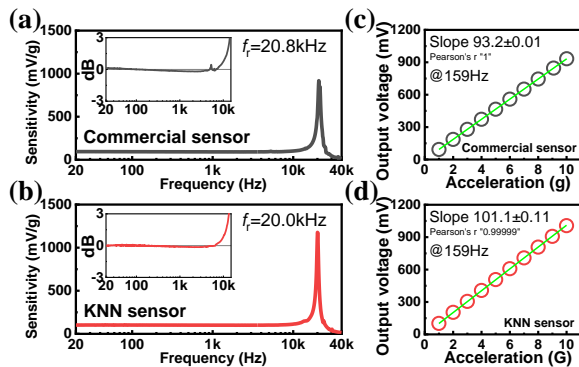 (a)
Sensitivity (mV/g)
1500
1000
500
0
dB
3
0
-3
20
100
1k
10k
fr=20.8kHz
Commercial sensor
20
100
1k
10k
40k
Frequency (Hz)
(b)
Sensitivity (mV/g)
1500
1000
500
0
dB
3
0
-3
20
100
1k
10k
fr=20.0kHz
KNN sensor
20
100
1k
10k
40k
Frequency (Hz)
(c)
Output voltage (mV)
1200
900
600
300
0
Slope 93.2±0.01
Pearson's r "1"
@159Hz
Commercial sensor
0 2 4 6 8 10
Acceleration (g)
(d)
Output voltage (mV)
1200
900
600
300
0
Slope 101.1±0.11
Pearson's r "0.99999"
@159Hz
KNN sensor
0 2 4 6 8 10
Acceleration (G)